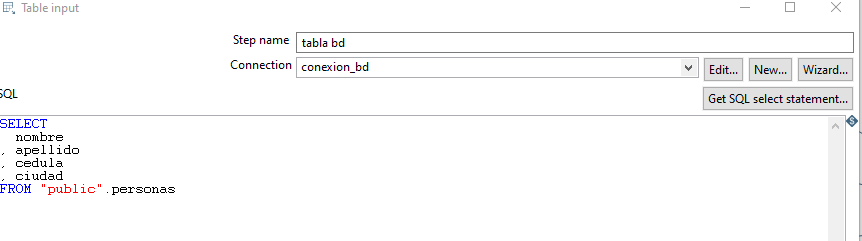 Table input
Step name tabla bd
Connection conexion_bd Edit... New... Wizard...
SQL
Get SQL select statement...
SELECT
nombre
, apellido
, cedula
, ciudad
FROM "public".personas